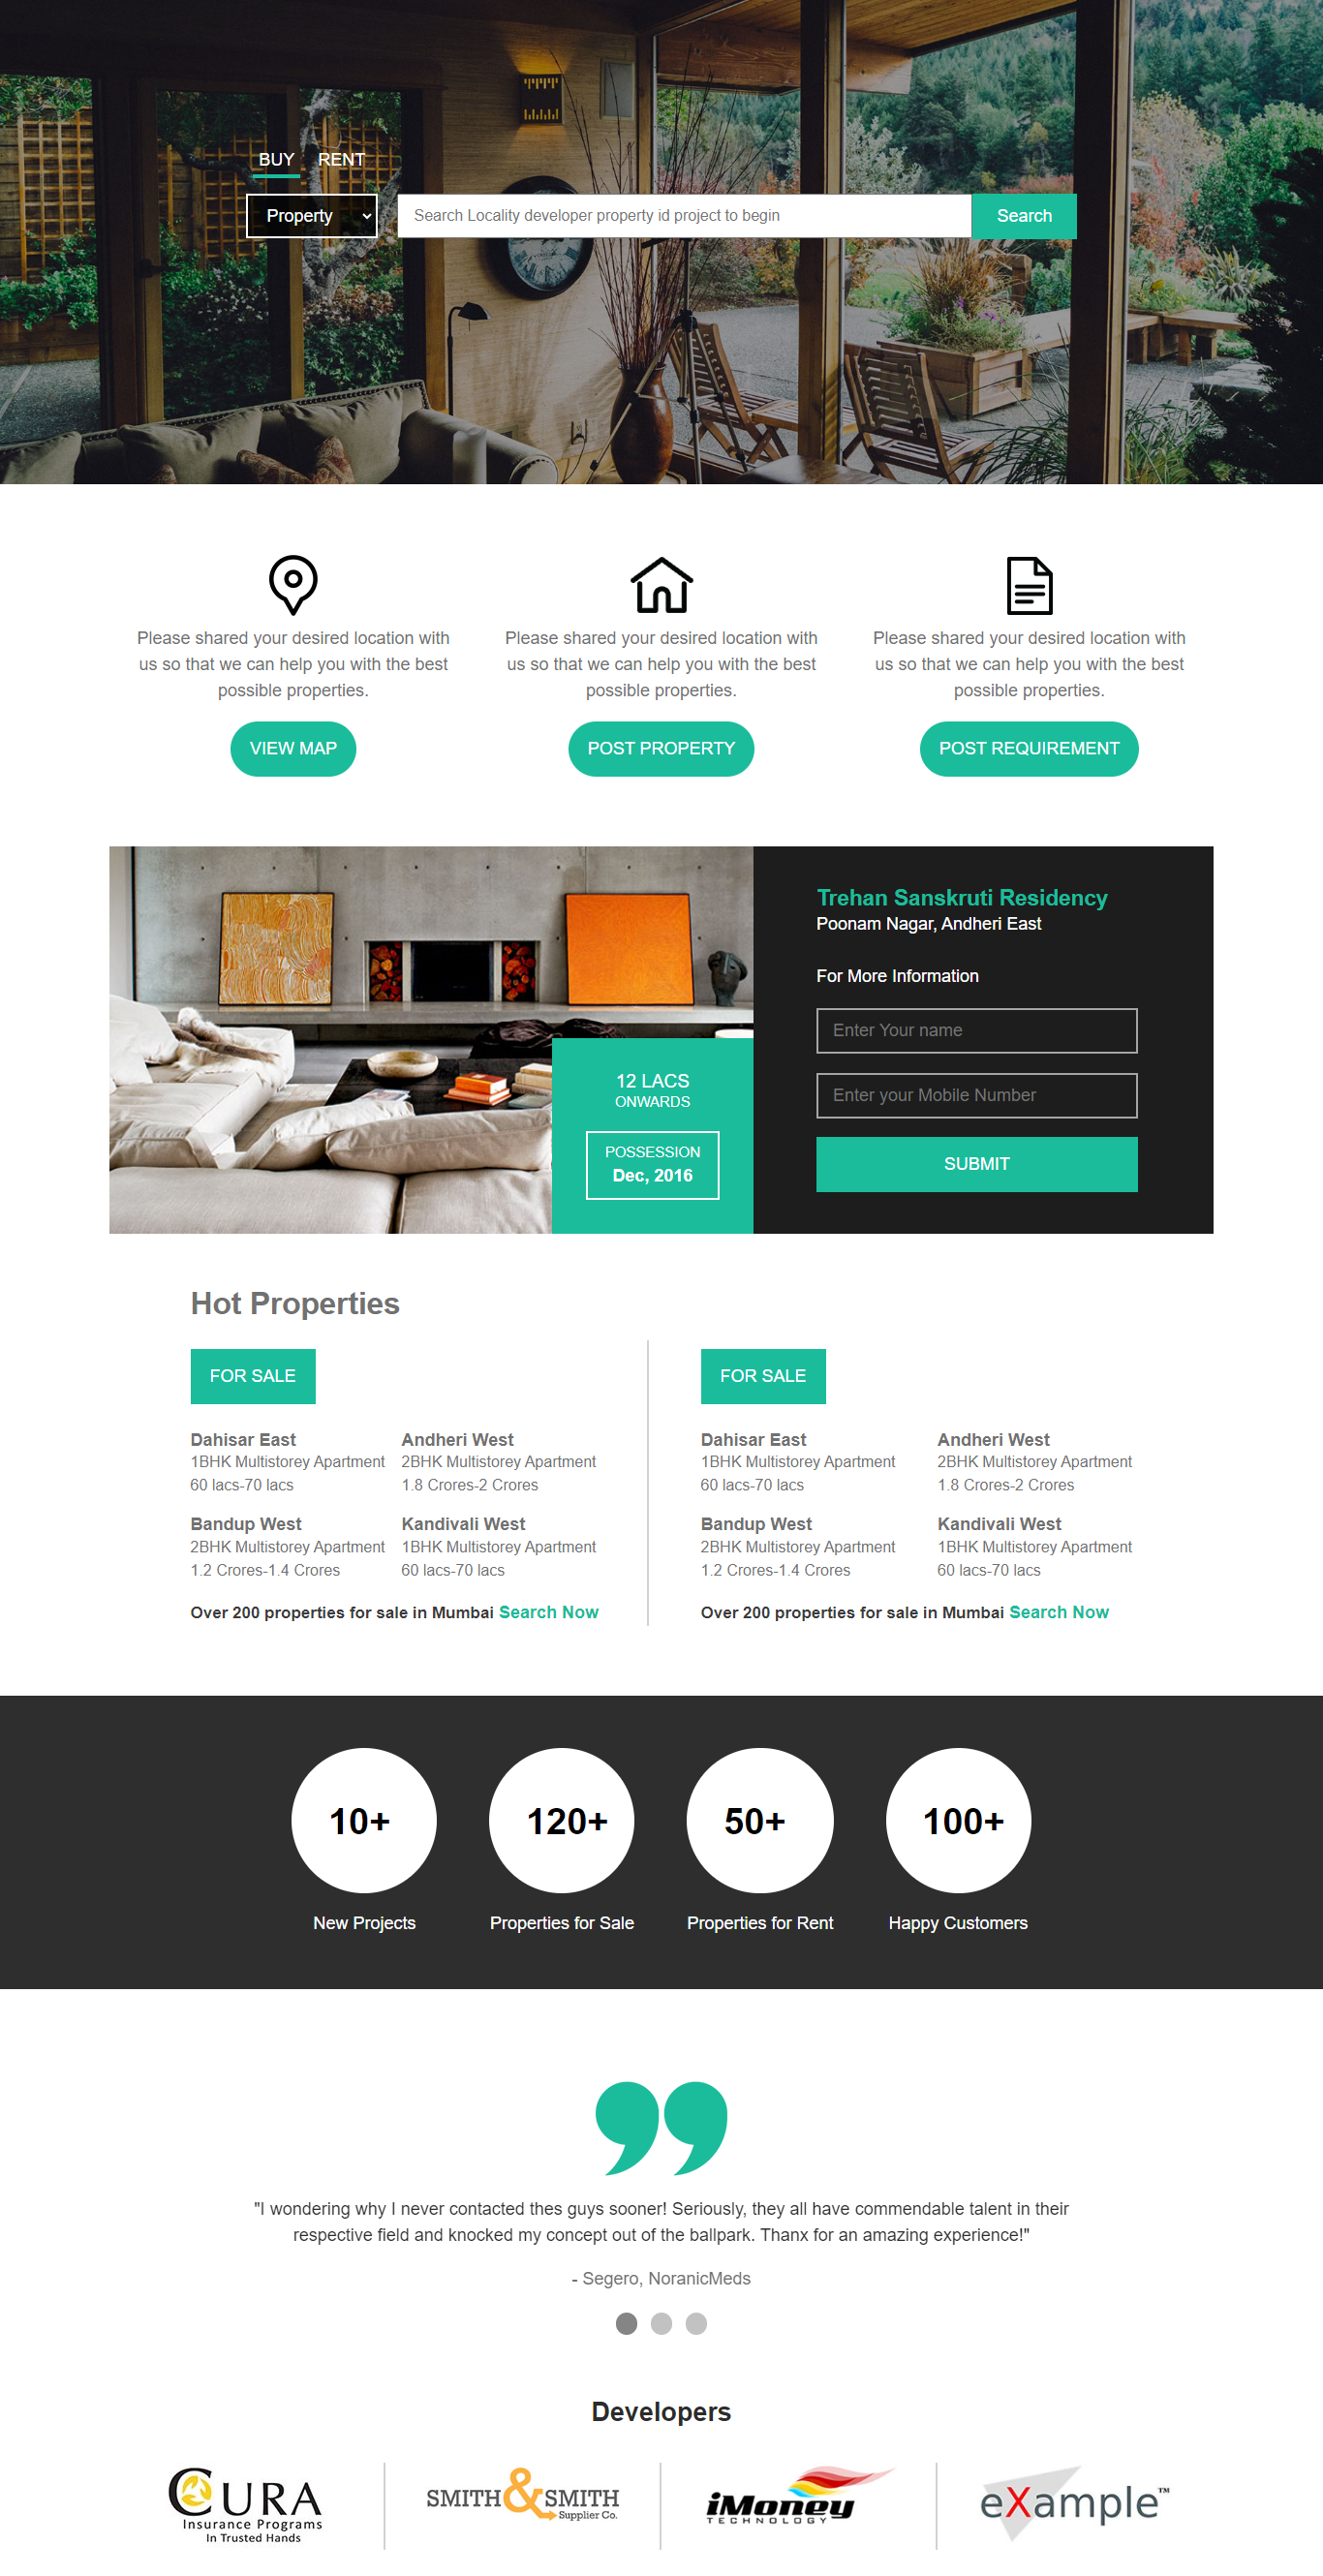 BUY RENT
Property Search Locality developer property id project to begin Search
Please shared your desired location with
us so that we can help you with the best
possible properties.
VIEW MAP
Please shared your desired location with
us so that we can help you with the best
possible properties.
POST PROPERTY
Please shared your desired location with
us so that we can help you with the best
possible properties.
POST REQUIREMENT
12 LACS
ONWARDS
POSSESSION
Dec, 2016
Trehan Sanskruti Residency
Poonam Nagar, Andheri East
For More Information
Enter Your name
Enter your Mobile Number
SUBMIT
Hot Properties
FOR SALE
Dahisar East
1BHK Multistorey Apartment
60 lacs-70 lacs
Andheri West
2BHK Multistorey Apartment
1.8 Crores-2 Crores
Bandup West
2BHK Multistorey Apartment
1.2 Crores-1.4 Crores
Kandivali West
1BHK Multistorey Apartment
60 lacs-70 lacs
Over 200 properties for sale in Mumbai Search Now
FOR SALE
Dahisar East
1BHK Multistorey Apartment
60 lacs-70 lacs
Andheri West
2BHK Multistorey Apartment
1.8 Crores-2 Crores
Bandup West
2BHK Multistorey Apartment
1.2 Crores-1.4 Crores
Kandivali West
1BHK Multistorey Apartment
60 lacs-70 lacs
Over 200 properties for sale in Mumbai Search Now
10+
New Projects
120+
Properties for Sale
50+
Properties for Rent
100+
Happy Customers
"I wondering why I never contacted thes guys sooner! Seriously, they all have commendable talent in their
respective field and knocked my concept out of the ballpark. Thanx for an amazing experience!"
- Segero, NoranicMeds
Developers
CURA
Insurance Programs
In Trusted Hands
SMITH & SMITH
Supplier Co.
iMoney
TECHNOLOGY
eXample™